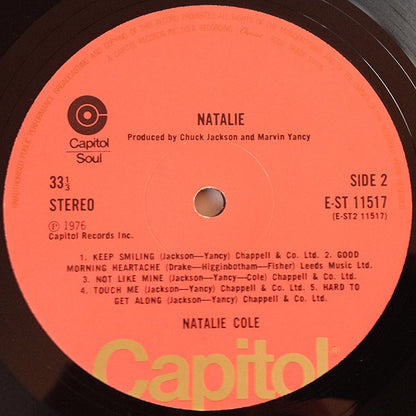 NATALIE
Produced by Chuck Jackson and Marvin Yancy
Capitol
Soul
33 1/3
STEREO
SIDE 2
E-ST 11517
(E-ST2 11517)
Ⓟ 1976
Capitol Records Inc.
1. KEEP SMILING (Jackson—Yancy) Chappell & Co. Ltd. 2. GOOD
MORNING HEARTACHE (Drake—Higginbotham—Fisher) Leeds Music Ltd.
3. NOT LIKE MINE (Jackson—Yancy—Cole) Chappell & Co. Ltd.
4. TOUCH ME (Jackson—Yancy) Chappell & Co. Ltd. 5. HARD TO
GET ALONG (Jackson—Yancy) Chappell & Co. Ltd.
NATALIE COLE
Capitol